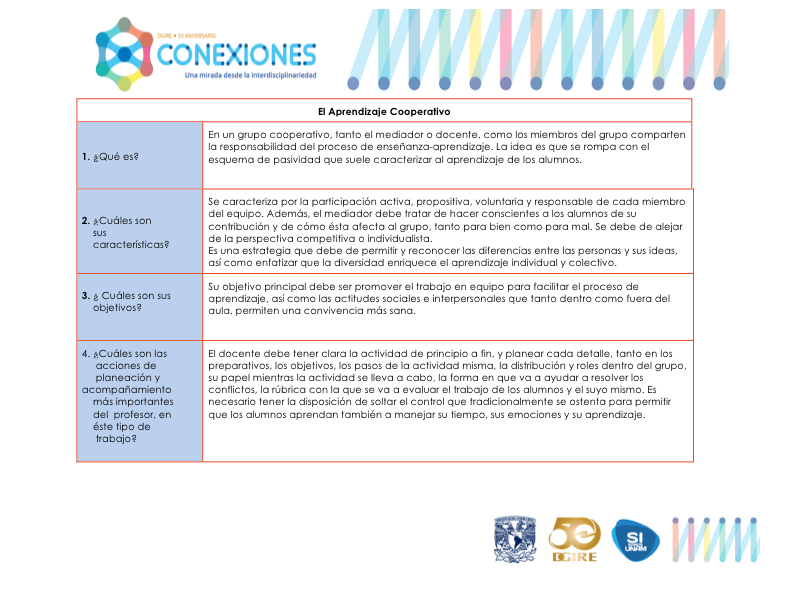 DGIRE • 50 ANIVERSARIO
CONEXIONES
Una mirada desde la interdisciplinariedad
El Aprendizaje Cooperativo
1. ¿Qué es?
En un grupo cooperativo, tanto el mediador o docente, como los miembros del grupo comparten
la responsabilidad del proceso de enseñanza-aprendizaje. La idea es que se rompa con el
esquema de pasividad que suele caracterizar al aprendizaje de los alumnos.
2. ¿Cuáles son
sus
características?
Se caracteriza por la participación activa, propositiva, voluntaria y responsable de cada miembro
del equipo. Además, el mediador debe tratar de hacer conscientes a los alumnos de su
contribución y de cómo ésta afecta al grupo, tanto para bien como para mal. Se debe de alejar
de la perspectiva competitiva o individualista.
Es una estrategia que debe de permitir y reconocer las diferencias entre las personas y sus ideas,
así como enfatizar que la diversidad enriquece el aprendizaje individual y colectivo.
3. ¿ Cuáles son sus
objetivos?
Su objetivo principal debe ser promover el trabajo en equipo para facilitar el proceso de
aprendizaje, así como las actitudes sociales e interpersonales que tanto dentro como fuera del
aula, permiten una convivencia más sana.
4. ¿Cuáles son las
acciones de
planeación y
acompañamiento
más importantes
del profesor, en
éste tipo de
trabajo?
El docente debe tener clara la actividad de principio a fin, y planear cada detalle, tanto en los
preparativos, los objetivos, los pasos de la actividad misma, la distribución y roles dentro del grupo,
su papel mientras la actividad se lleva a cabo, la forma en que va a ayudar a resolver los
conflictos, la rúbrica con la que se va a evaluar el trabajo de los alumnos y el suyo mismo. Es
necesario tener la disposición de soltar el control que tradicionalmente se ostenta para permitir
que los alumnos aprendan también a manejar su tiempo, sus emociones y su aprendizaje.
50
DGIRE
SI
UNAM